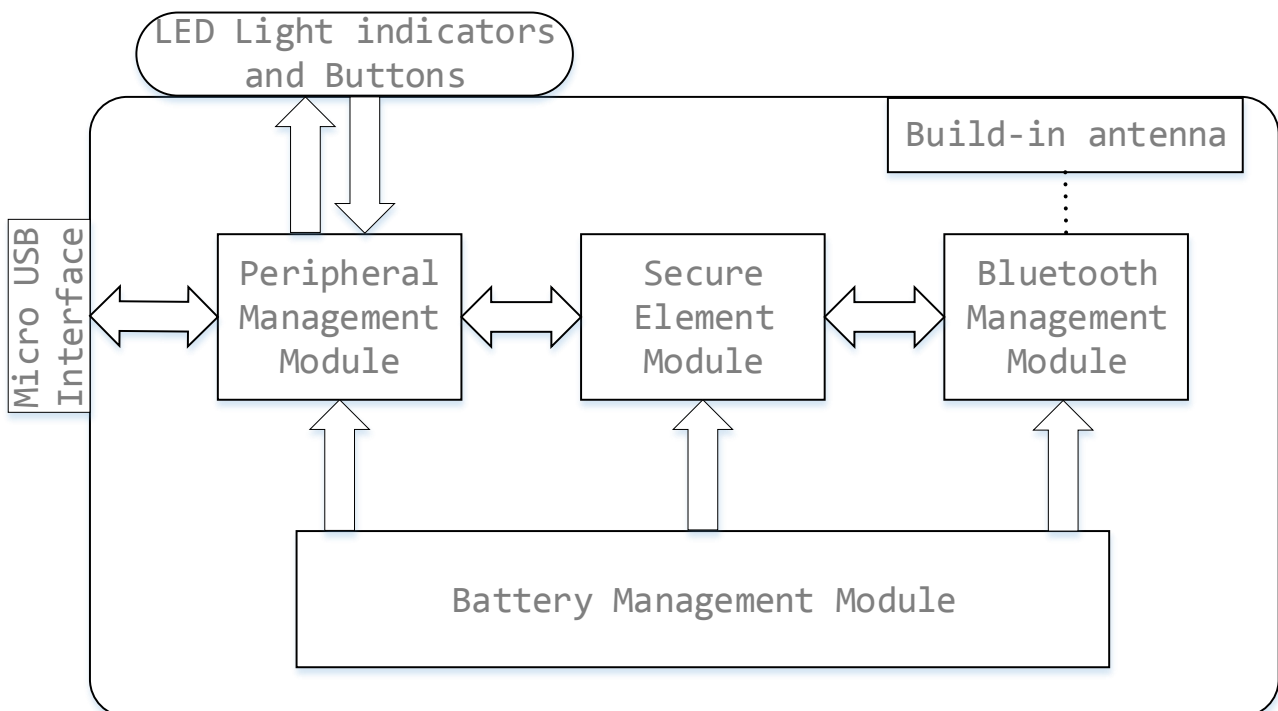 LED Light indicators
and Buttons
Build-in antenna
Micro USB
Interface
Peripheral
Management
Module
Secure
Element
Module
Bluetooth
Management
Module
Battery Management Module